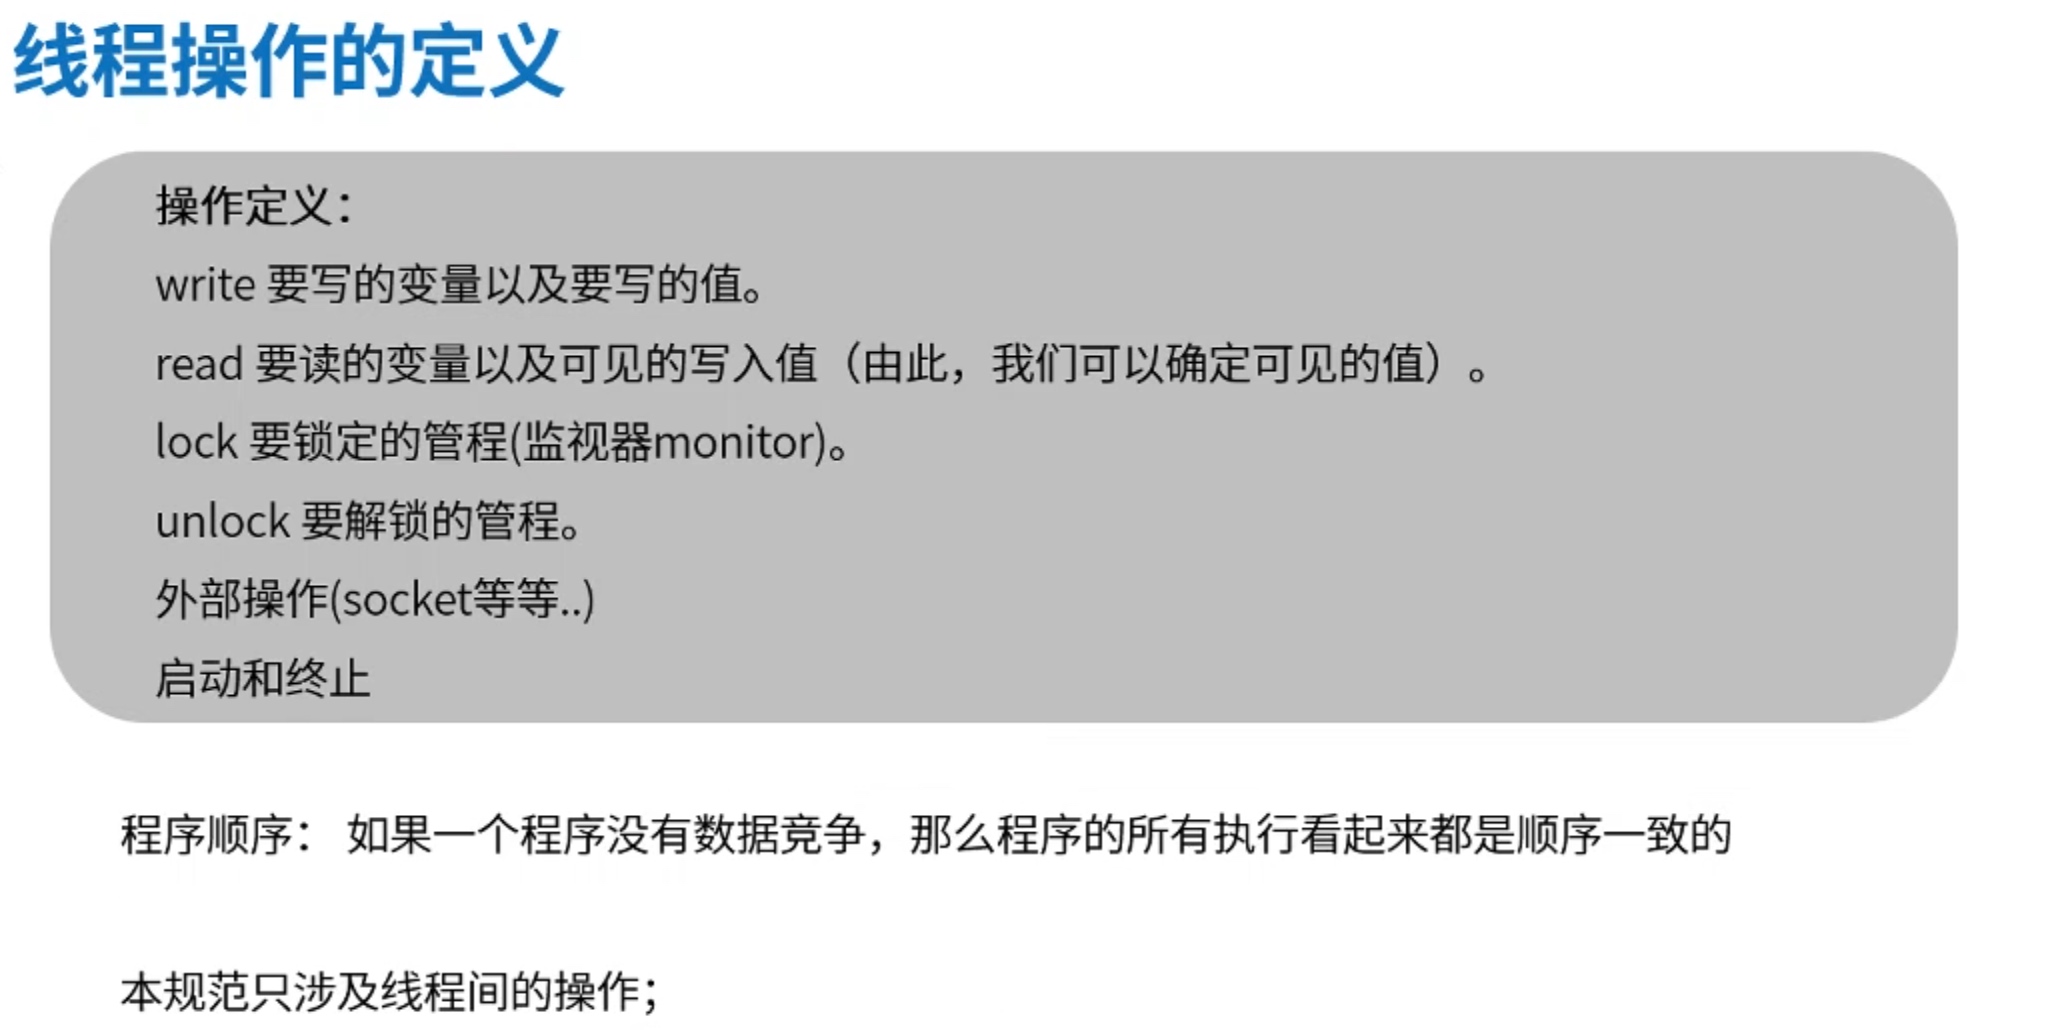 线程操作的定义
操作定义：
write 要写的变量以及要写的值。
read 要读的变量以及可见的写入值（由此，我们可以确定可见的值）。
lock 要锁定的管程(监视器monitor)。
unlock 要解锁的管程。
外部操作(socket等等..)
启动和终止
程序顺序： 如果一个程序没有数据竞争，那么程序的所有执行看起来都是顺序一致的
本规范只涉及线程间的操作；